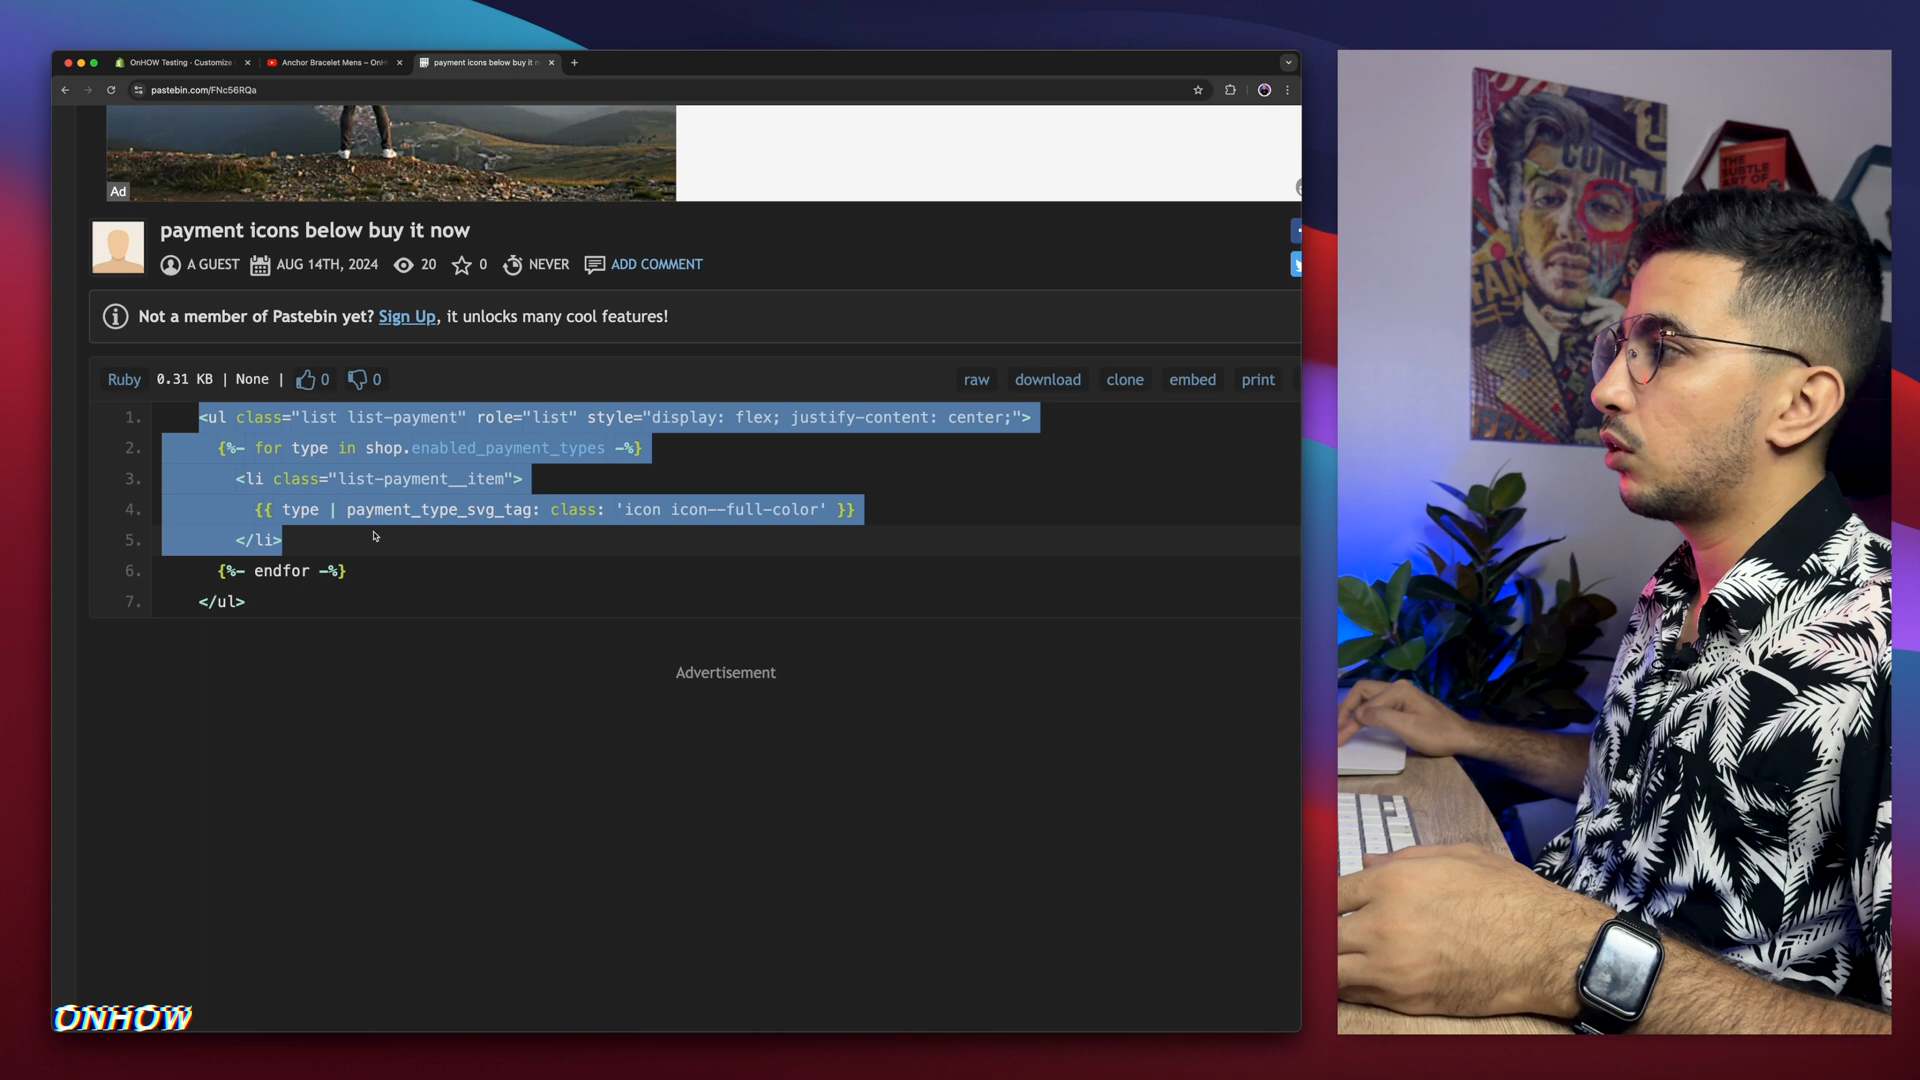 OnHOW Testing · Customize
Anchor Bracelet Mens – OnH
payment icons below buy it n
pastebin.com/FNc56RQa
Ad
payment icons below buy it now
A GUEST AUG 14TH, 2024 20 0 NEVER ADD COMMENT
Not a member of Pastebin yet? Sign Up, it unlocks many cool features!
Ruby 0.31 KB | None | 0 0 raw download clone embed print
1. <ul class="list list-payment" role="list" style="display: flex; justify-content: center;">
2. {%- for type in shop.enabled_payment_types -%}
3. <li class="list-payment__item">
4. {{ type | payment_type_svg_tag: class: 'icon icon--full-color' }}
5. </li>
6. {%- endfor -%}
7. </ul>
Advertisement
ONHOW
THE
SUBTLE
ART OF